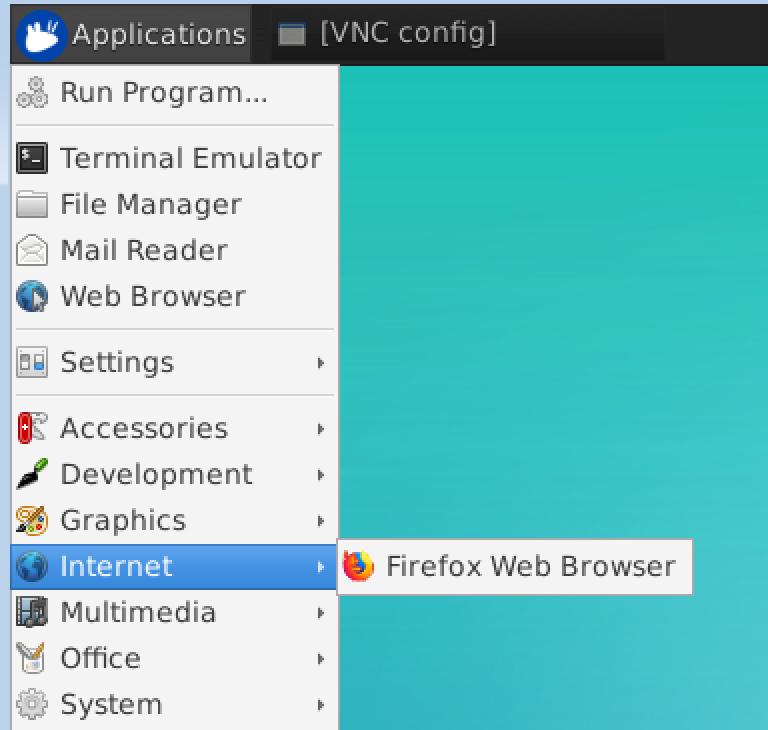 Applications
[VNC config]
Run Program...
Terminal Emulator
File Manager
Mail Reader
Web Browser
Settings
Accessories
Development
Graphics
Internet
Firefox Web Browser
Multimedia
Office
System